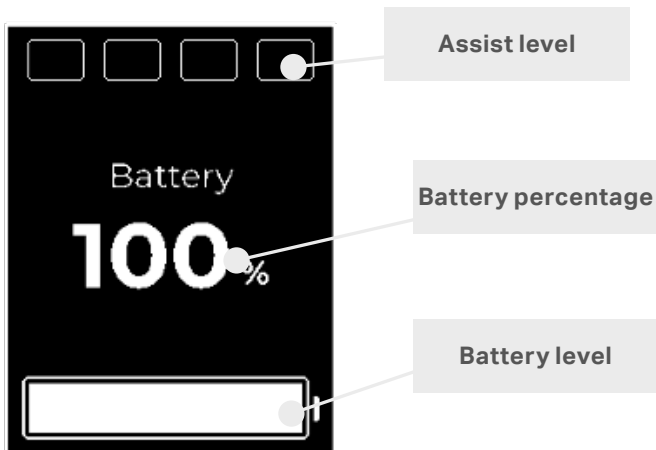 Assist level
Battery
Battery percentage
100%
Battery level